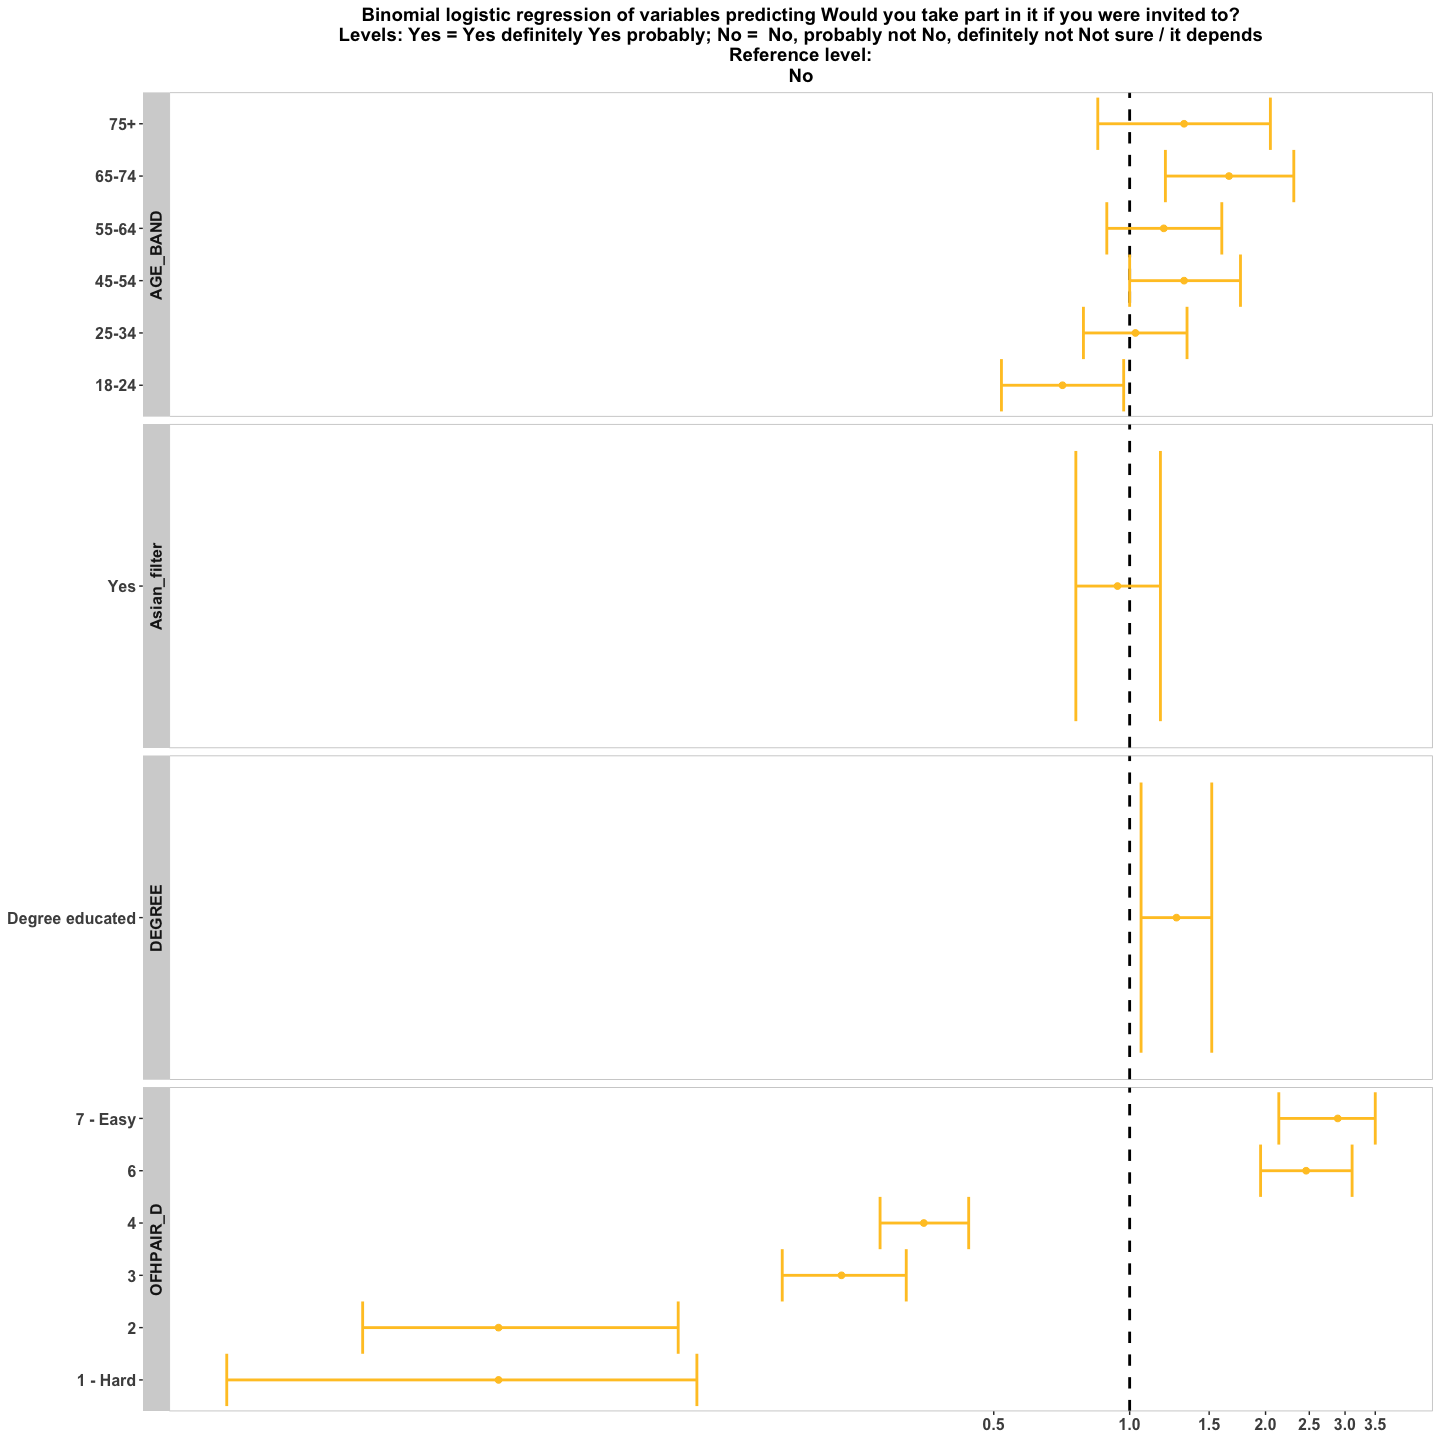 Binomial logistic regression of variables predicting Would you take part in it if you were invited to?
Levels: Yes = Yes definitely Yes probably; No =  No, probably not No, definitely not Not sure / it depends
Reference level:
No
AGE_BAND
75+
65-74
55-64
45-54
25-34
18-24
Asian_filter
Yes
DEGREE
Degree educated
OFHPAIR_D
7 - Easy
6
4
3
2
1 - Hard
0.5 1.0 1.5 2.0 2.5 3.0 3.5